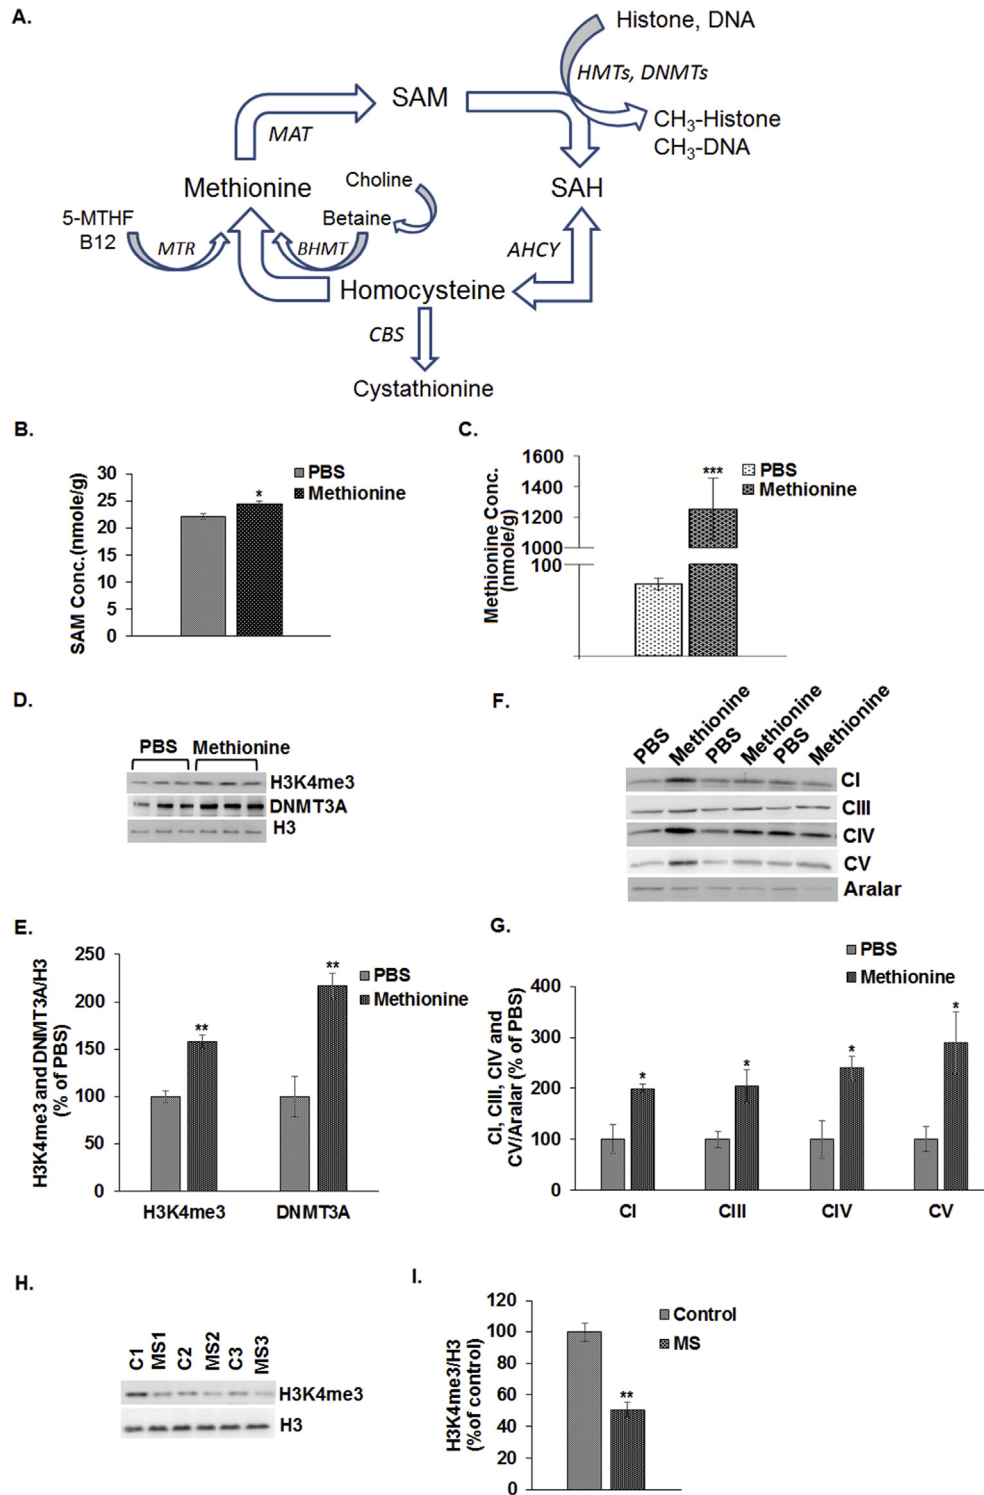 A.
Histone, DNA
HMTs, DNMTs
SAM
CH₃-Histone
CH₃-DNA
MAT
Methionine
Choline
SAH
5-MTHF
B12
Betaine
MTR
BHMT
AHCY
Homocysteine
CBS
Cystathionine
B.
SAM Conc.(nmole/g)
30
25
20
15
10
5
0
*
PBS
Methionine
C.
Methionine Conc.
(nmole/g)
1600
1400
1200
1000
100
***
PBS
Methionine
D.
PBS Methionine
H3K4me3
DNMT3A
H3
F.
PBS
Methionine
PBS
Methionine
PBS
Methionine
CI
CIII
CIV
CV
Aralar
E.
H3K4me3 and DNMT3A/H3
(% of PBS)
250
200
150
100
50
0
**
**
PBS
Methionine
H3K4me3 DNMT3A
G.
CI, CIII, CIV and
CV/Aralar (% of PBS)
400
300
200
100
0
*
*
*
*
PBS
Methionine
CI CIII CIV CV
H.
C1
MS1
C2
MS2
C3
MS3
H3K4me3
H3
I.
H3K4me3/H3
(%of control)
120
100
80
60
40
20
0
**
Control
MS